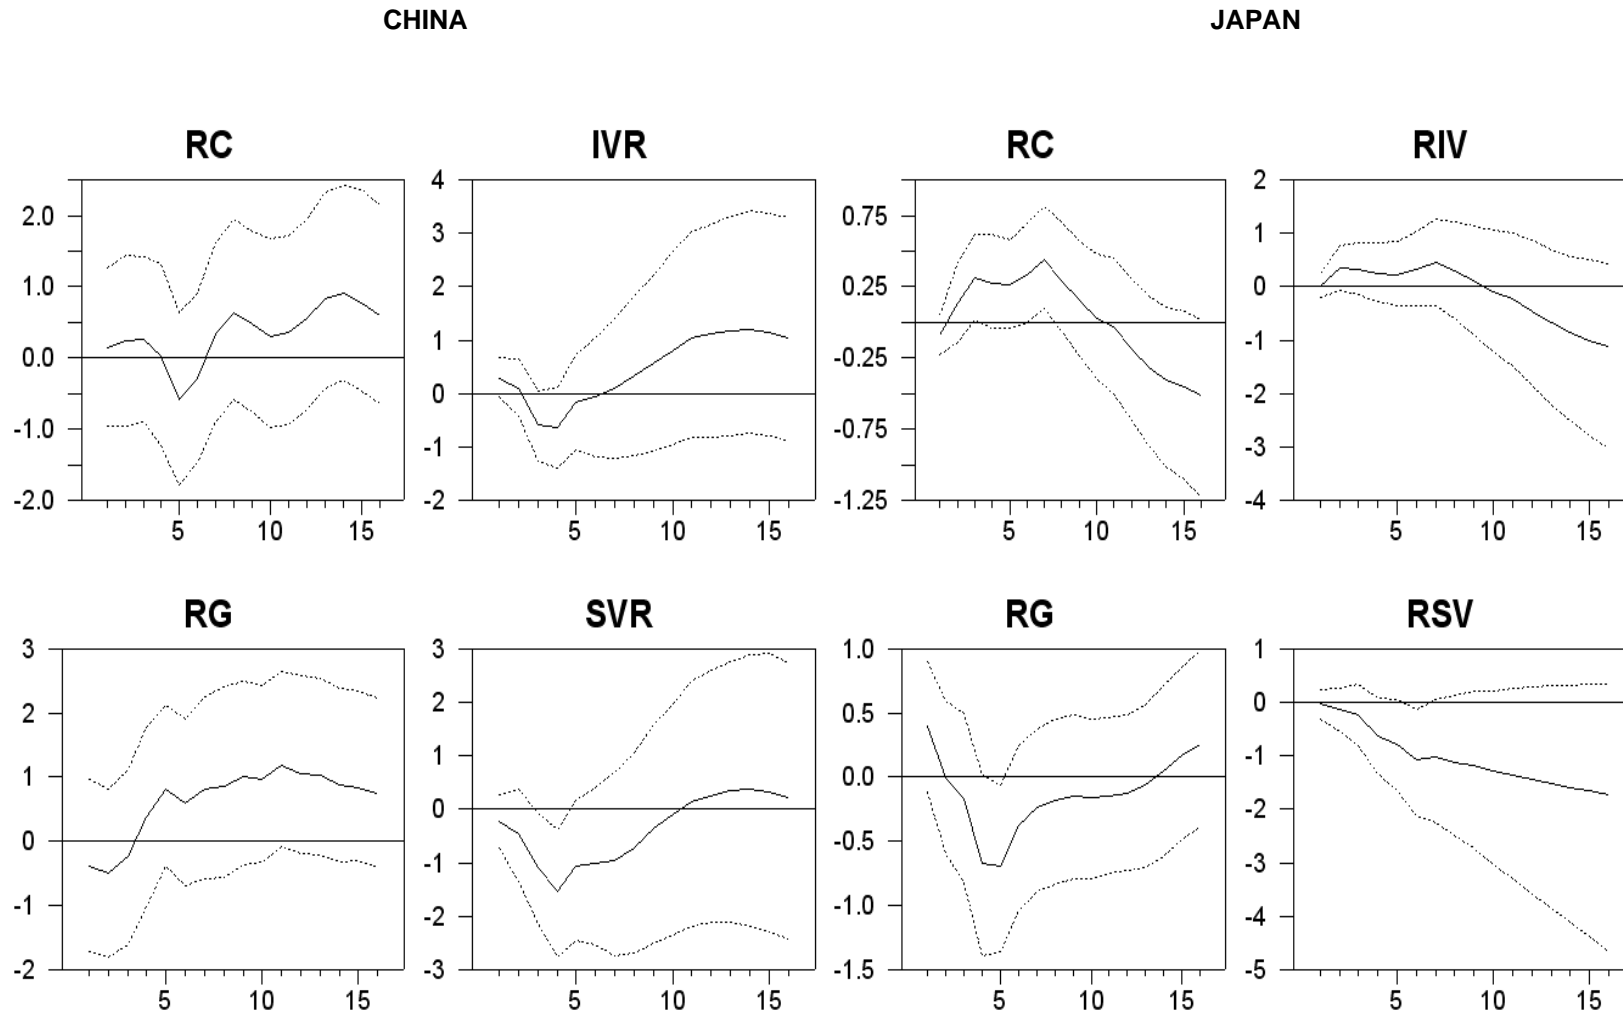 CHINA JAPAN
RC IVR RC RIV
2.0 4 0.75 2
1.0 3 0.25 1
0.0 2 -0.25 0
-1.0 1 -0.75 -1
-2.0 0 -1.25 -2
-1 -3
-2 -4
5 10 15 5 10 15 5 10 15 5 10 15
RG SVR RG RSV
3 3 1.0 1
2 2 0.5 0
1 1 0.0 -1
0 0 -0.5 -2
-1 -1 -1.0 -3
-2 -2 -1.5 -4
-3 -5
5 10 15 5 10 15 5 10 15 5 10 15